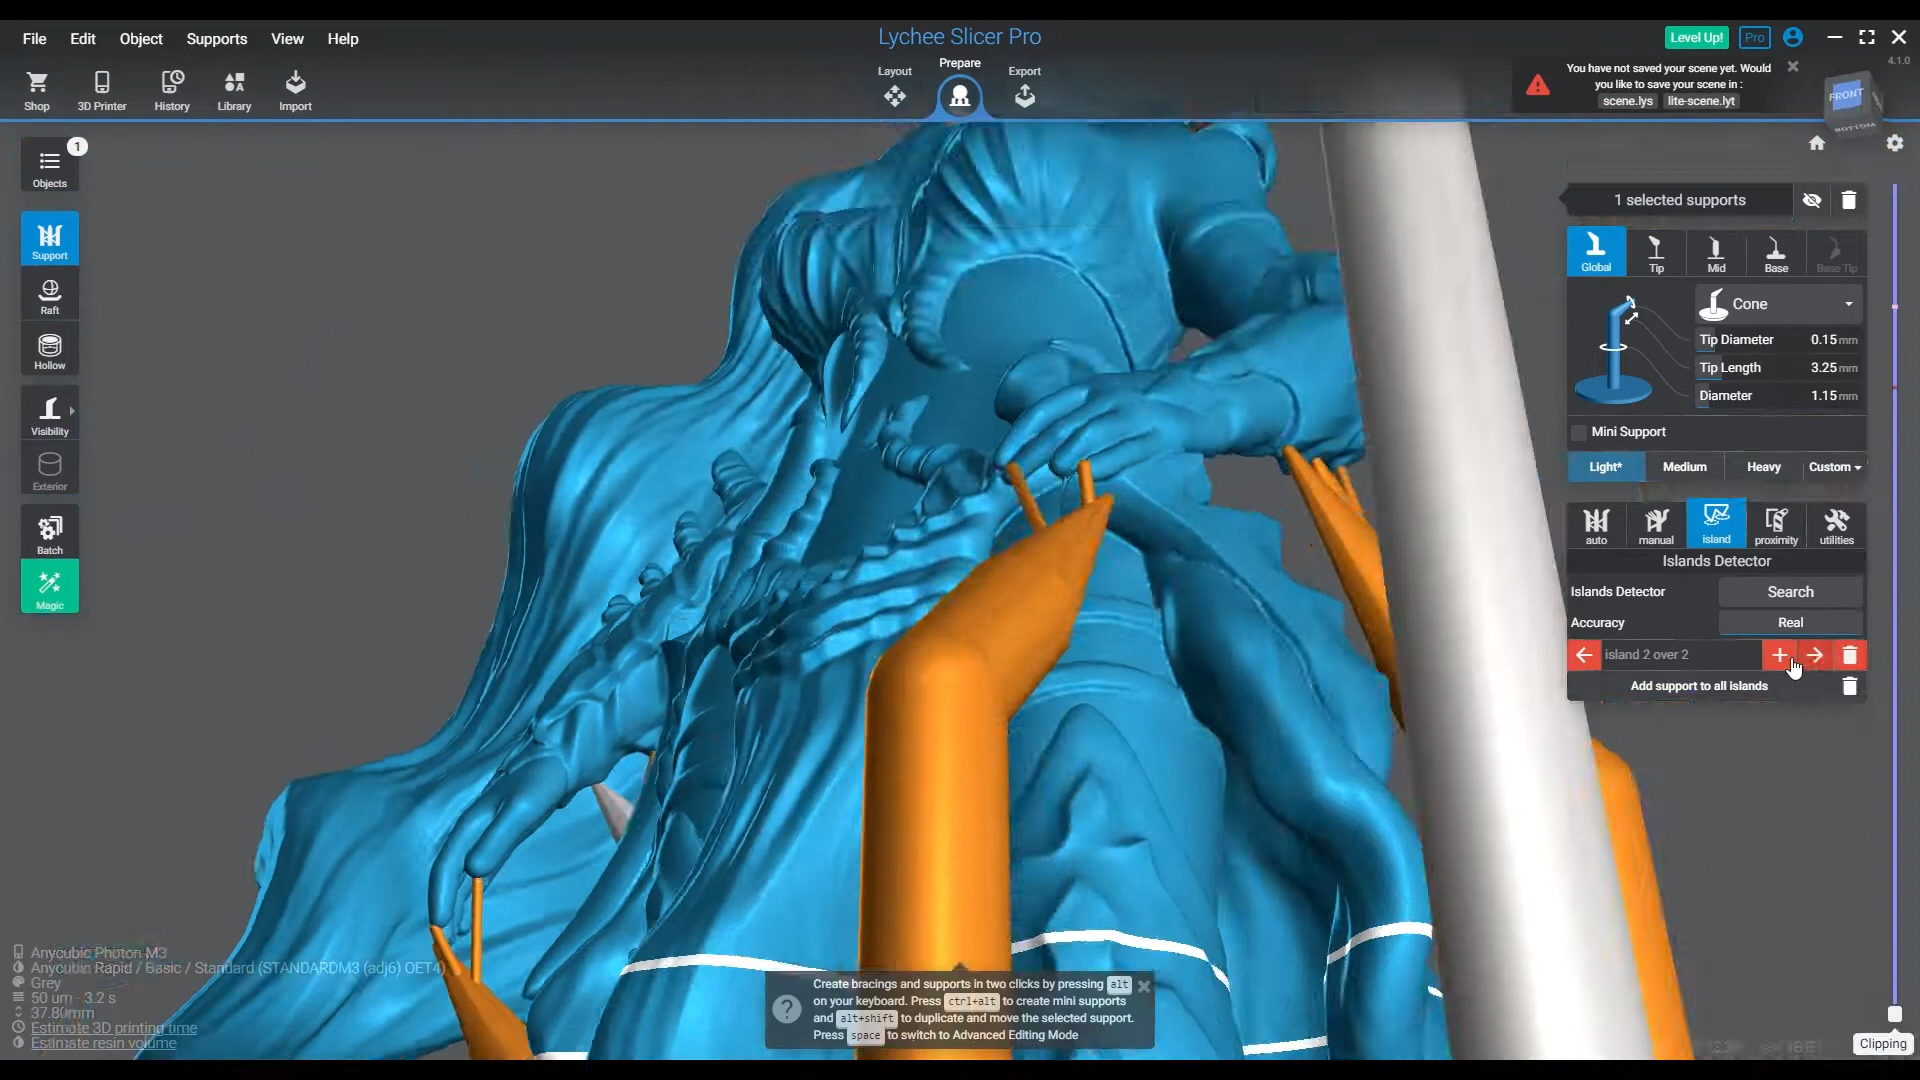 File Edit Object Supports View Help
Lychee Slicer Pro
Level Up! Pro
4.1.0
Shop 3D Printer History Library Import
Layout Prepare Export
You have not saved your scene yet. Would
you like to save your scene in :
scene.lys lite-scene.lyt
FRONT
BOTTOM
1
Objects
Support
Raft
Hollow
Visibility
Exterior
Batch
Magic
1 selected supports
Global Tip Mid Base Base Tip
Cone
Tip Diameter 0.15 mm
Tip Length 3.25 mm
Diameter 1.15 mm
Mini Support
Light* Medium Heavy Custom
auto manual island proximity utilities
Islands Detector
Islands Detector Search
Accuracy Real
island 2 over 2
Add support to all islands
Anycubic Photon M3
Anycubic Rapid / Basic / Standard (STANDARDM3 (adj6) OET4)
Grey
50 um - 3.2 s
37.80mm
Estimate 3D printing time
Estimate resin volume
Create bracings and supports in two clicks by pressing alt
on your keyboard. Press ctrl+alt to create mini supports
and alt+shift to duplicate and move the selected support.
Press space to switch to Advanced Editing Mode
Clipping